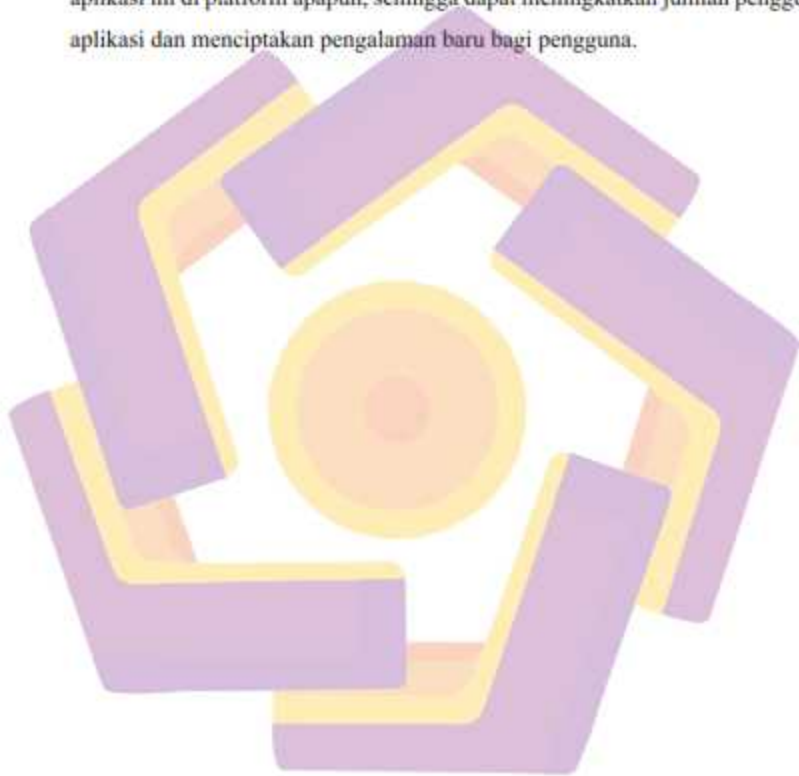 aplikasi ini di platform apapun, sehingga dapat meningkatkan jumlah
aplikasi dan menciptakan pengalaman baru bagi pengguna.